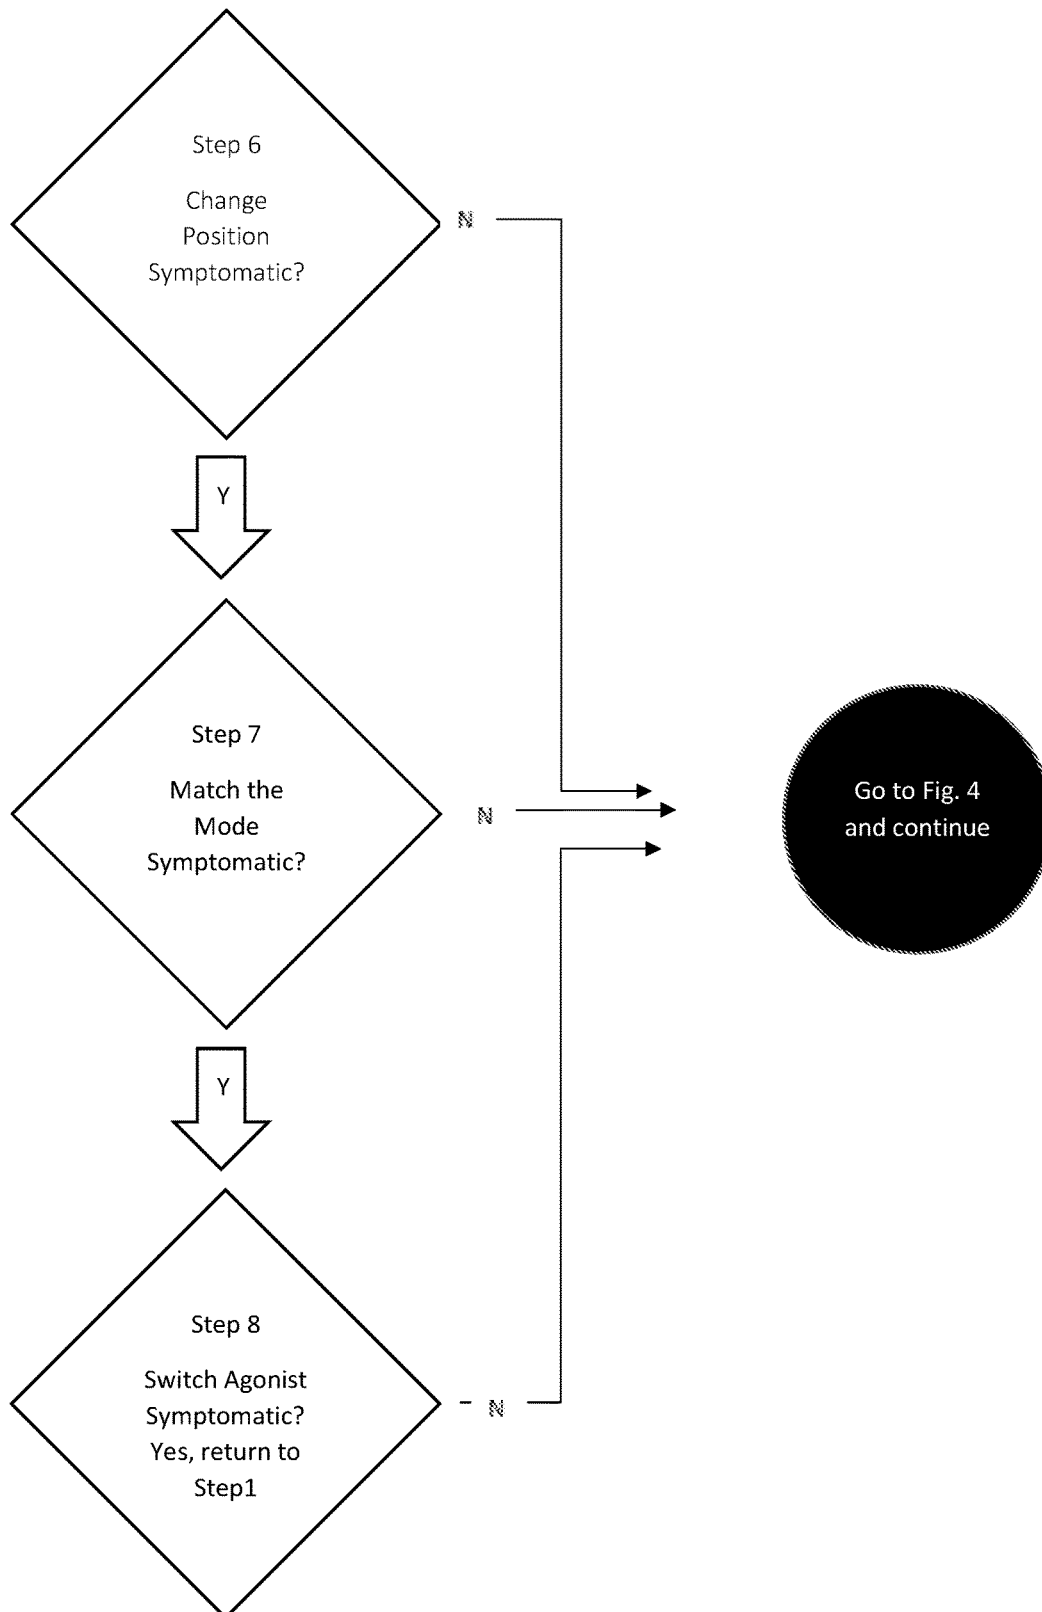 Step 6
Change
Position
Symptomatic?
N
Y
Step 7
Match the
Mode
Symptomatic?
N
Go to Fig. 4
and continue
Y
Step 8
Switch Agonist
Symptomatic?
Yes, return to
Step1
N